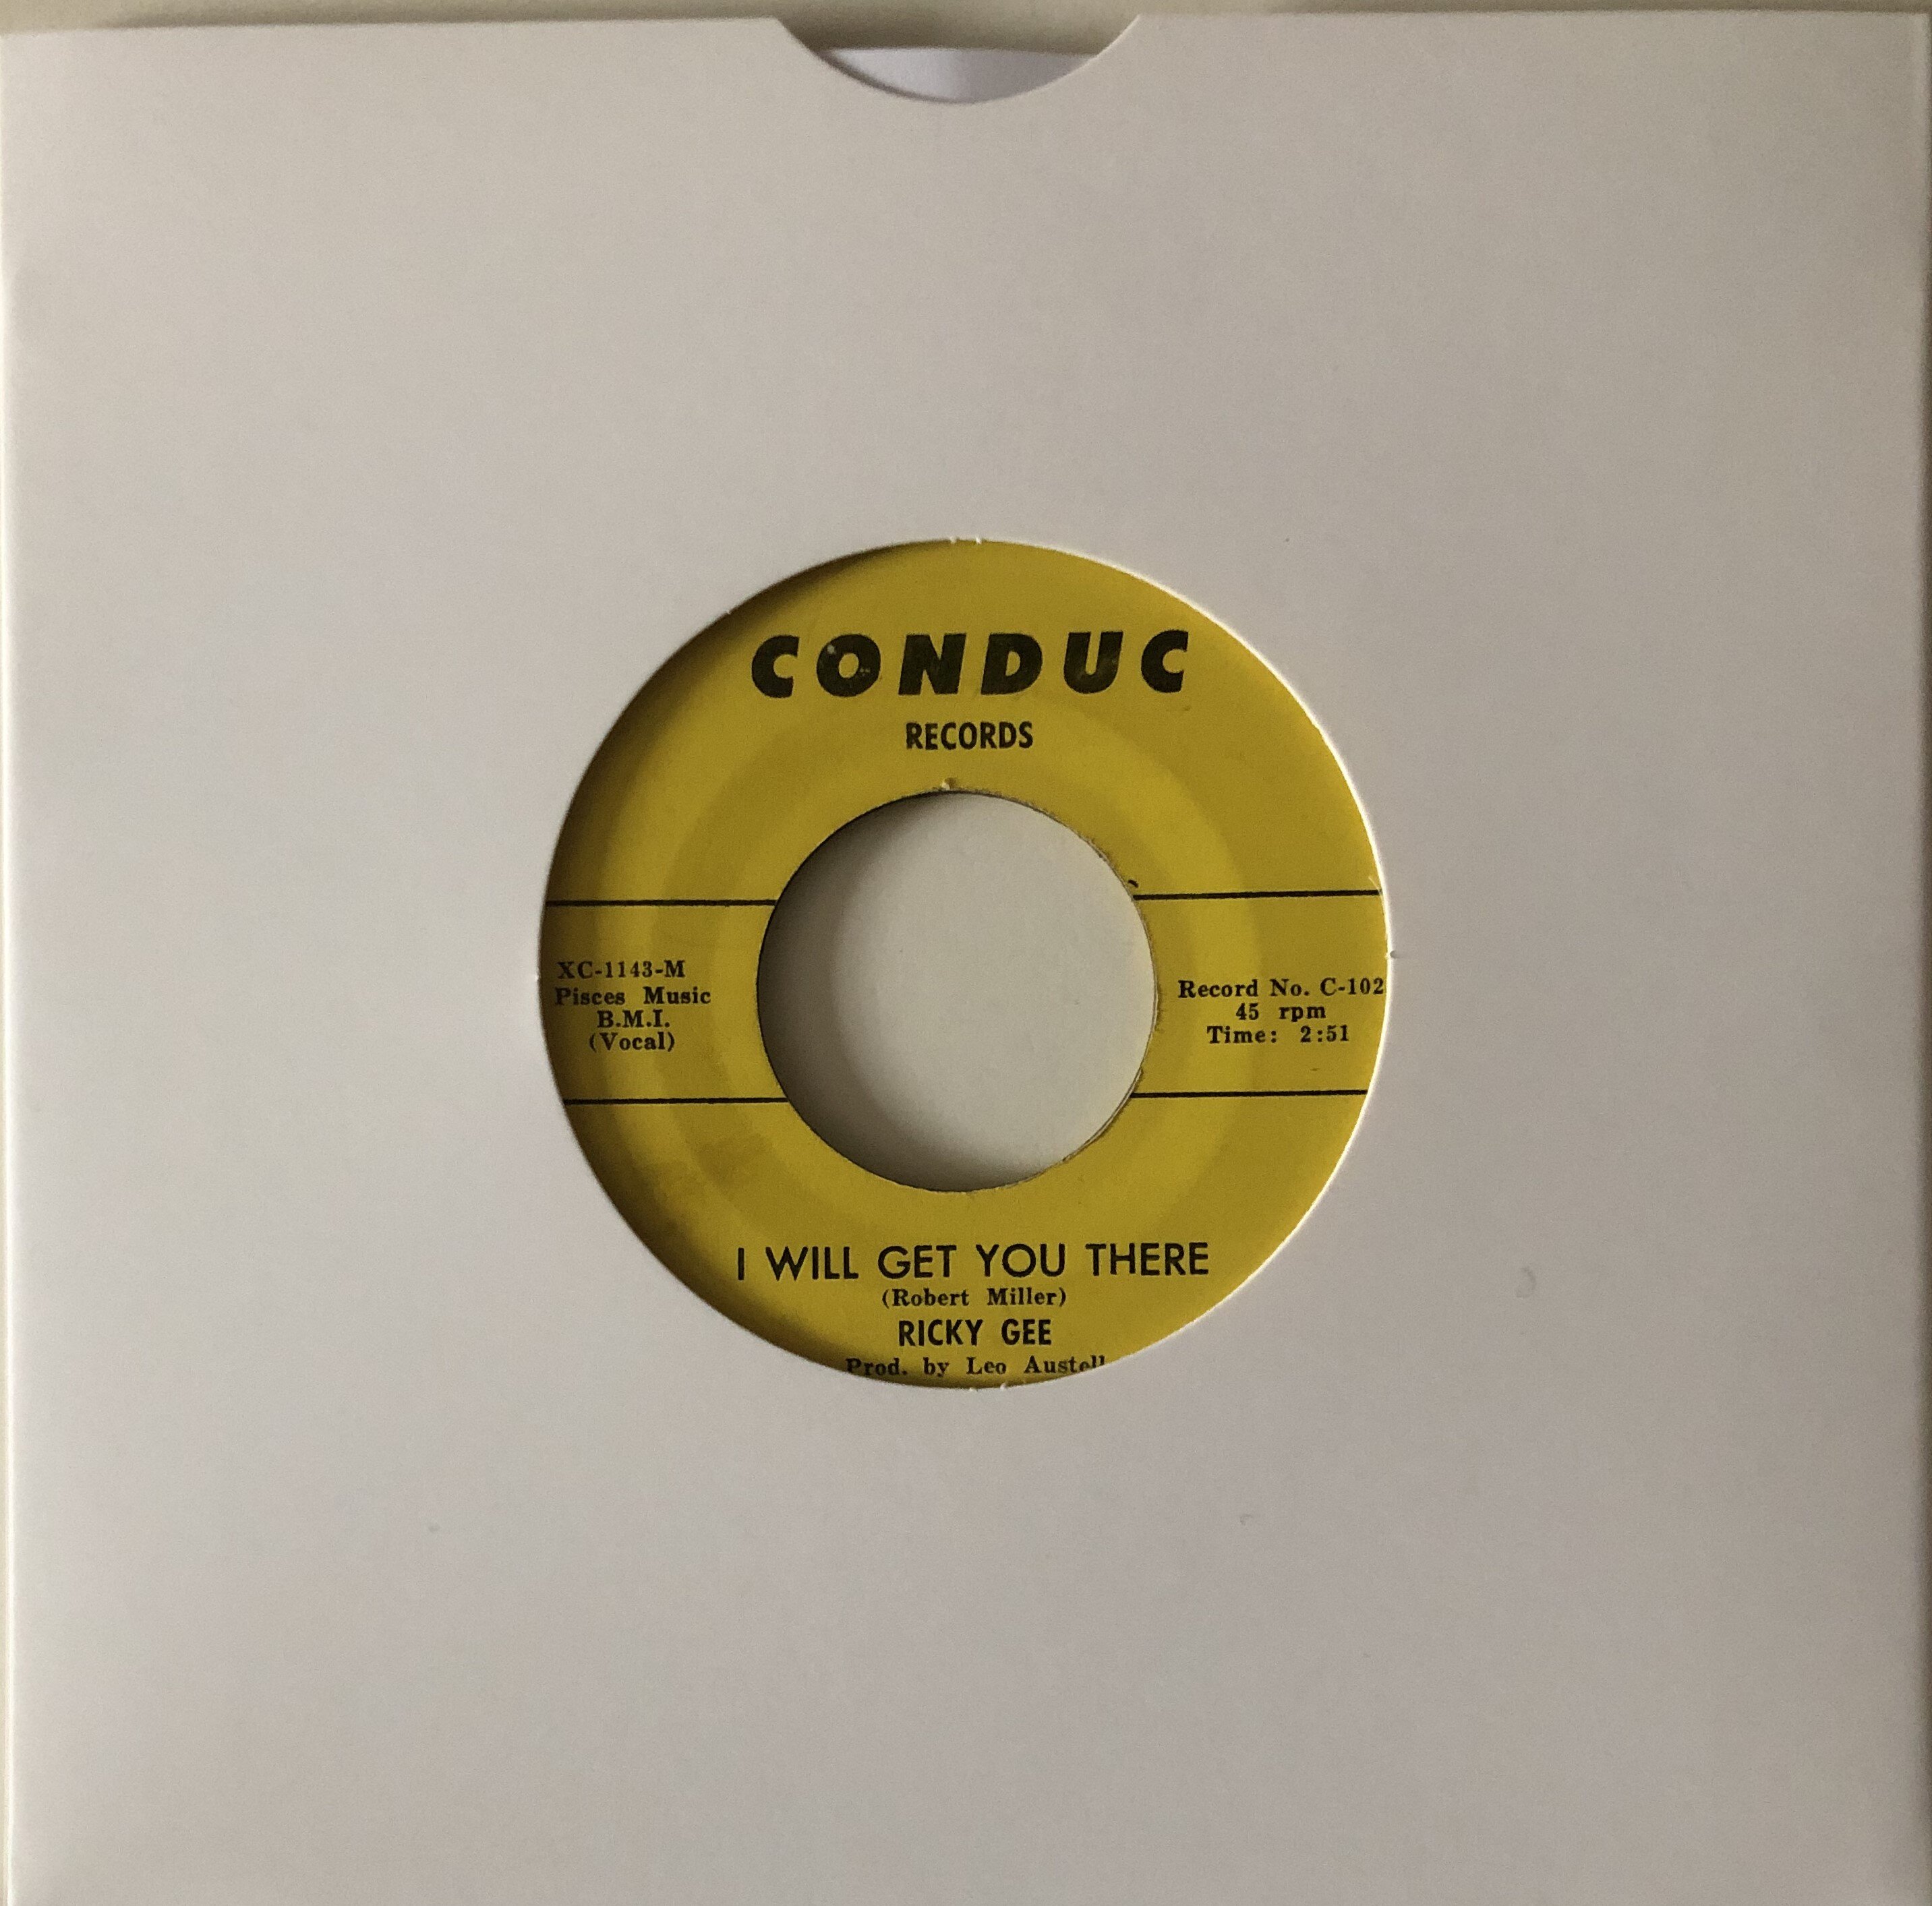 CONDUC
RECORDS
XC-1143-M
Pisces Music
B.M.I.
(Vocal)
Record No. C-102
45 rpm
Time: 2:51
I WILL GET YOU THERE
(Robert Miller)
RICKY GEE
Prod. by Leo Austell